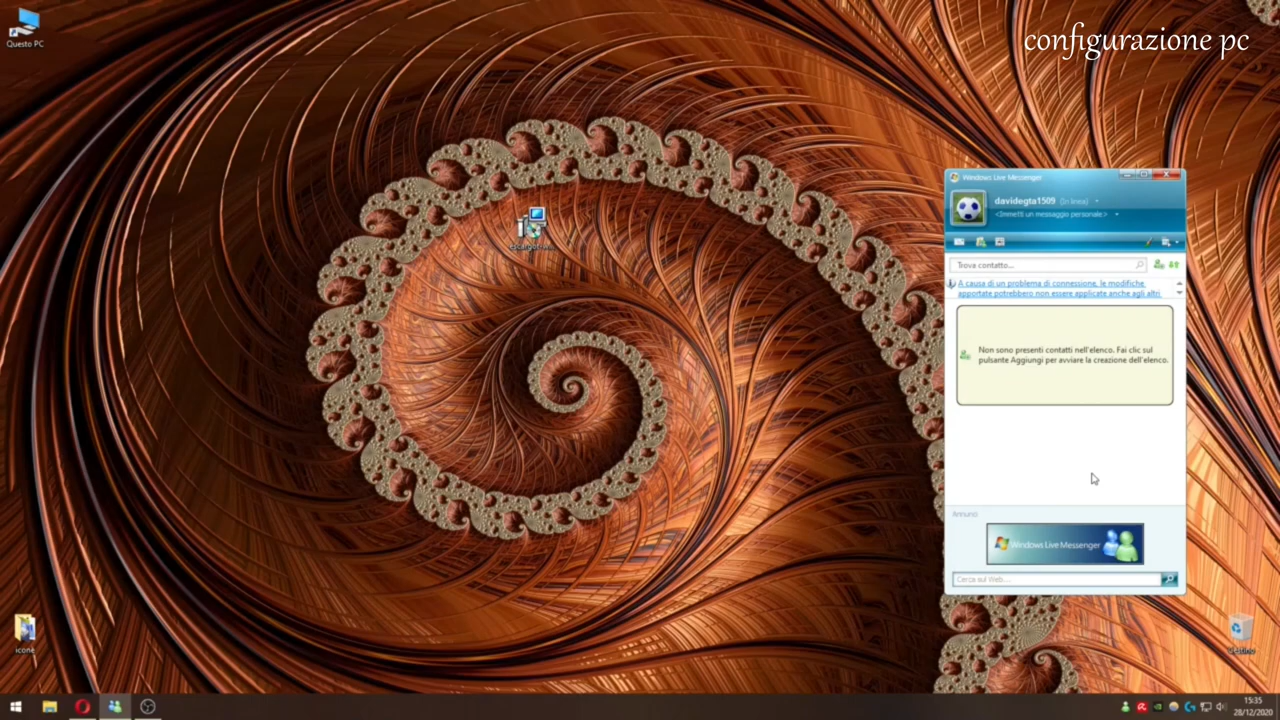 configurazione pc
Questo PC
Windows Live Messenger
davidegta1509 (In linea)
<Immetti un messaggio personale>
Trova contatto...
A causa di un problema di connessione, le modifiche
apportate potrebbero non essere applicate anche agli altri
Non sono presenti contatti nell'elenco. Fai clic sul
pulsante Aggiungi per avviare la creazione dell'elenco.
Annunci
Windows Live Messenger
Cerca sul Web...
icone
Cestino
15:35
28/12/2020